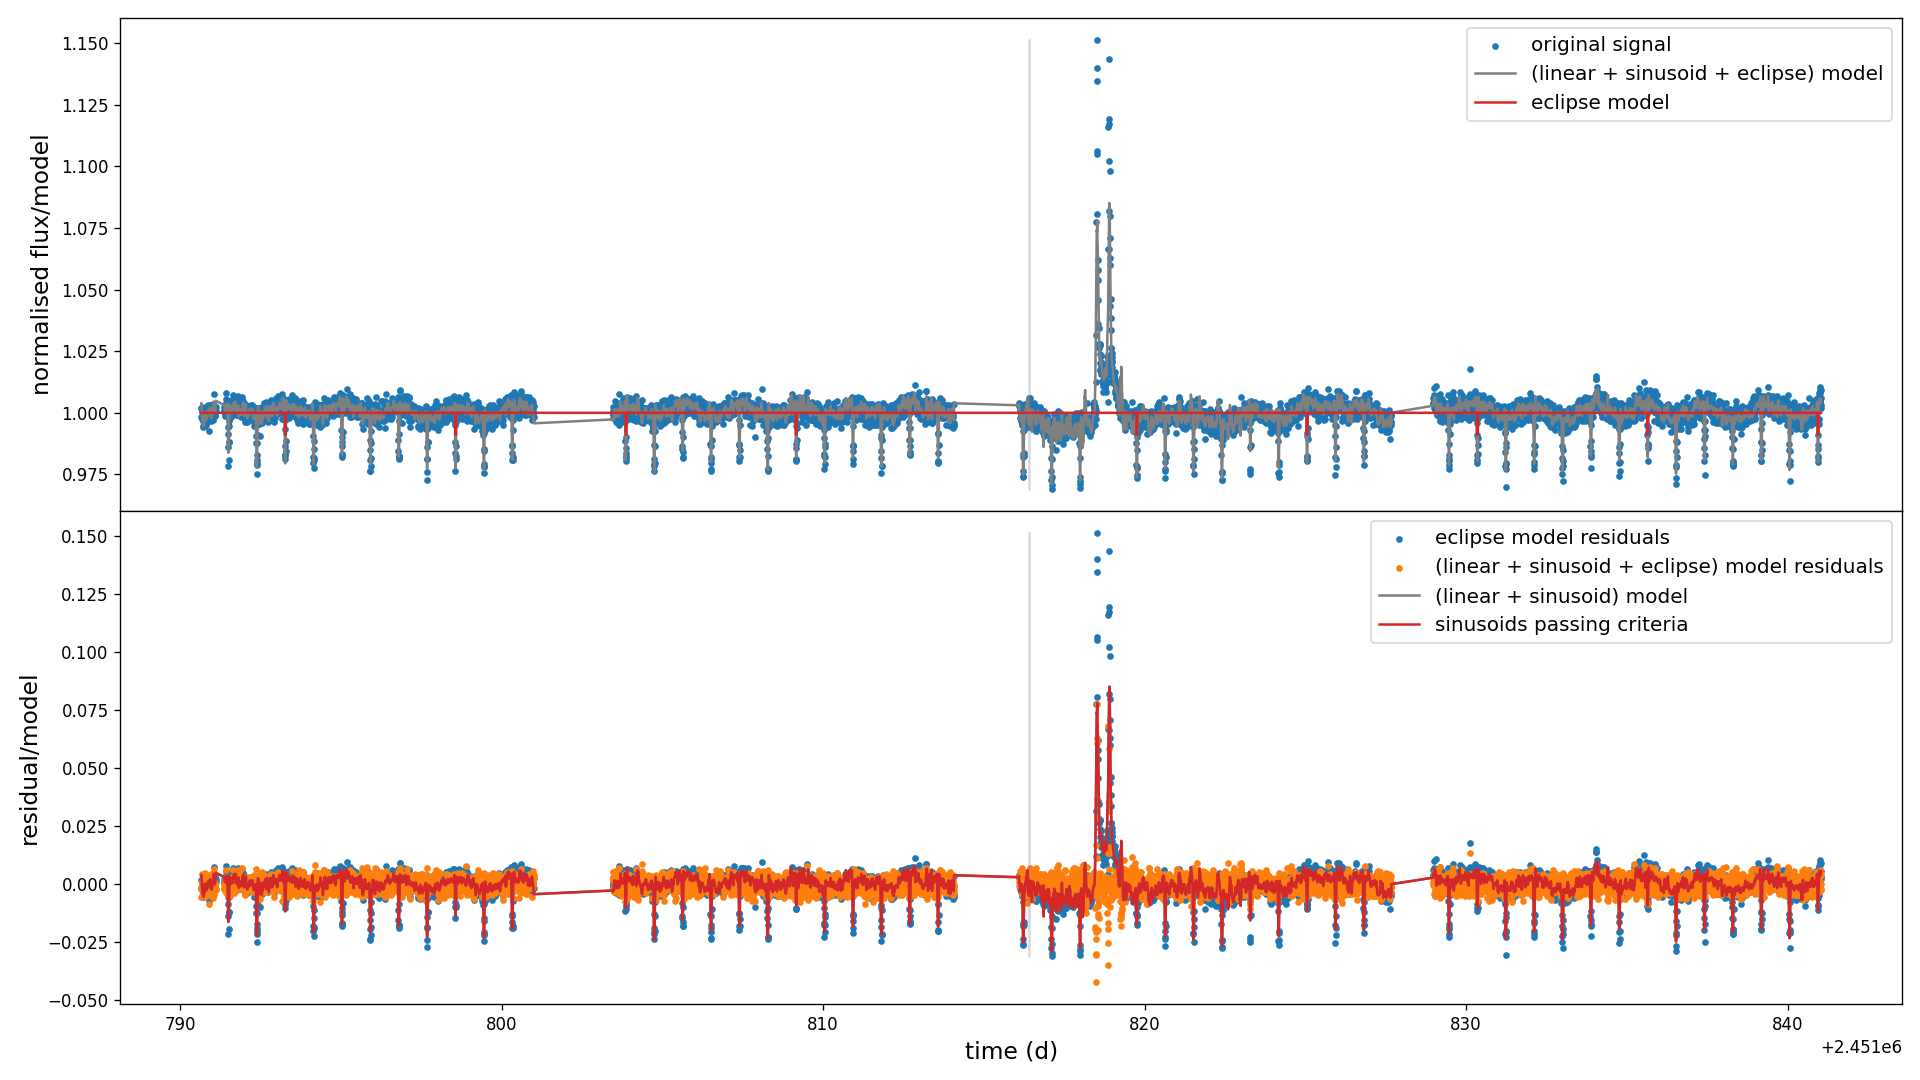 normalised flux/model
1.150
1.125
1.100
1.075
1.050
1.025
1.000
0.975
original signal
(linear + sinusoid + eclipse) model
eclipse model
residual/model
0.150
0.125
0.100
0.075
0.050
0.025
0.000
−0.025
−0.050
eclipse model residuals
(linear + sinusoid + eclipse) model residuals
(linear + sinusoid) model
sinusoids passing criteria
790 800 810 820 830 840
time (d)
+2.451e6